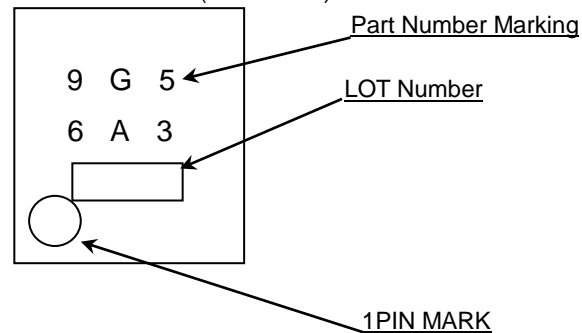 Part Number Marking
9 G 5
LOT Number
6 A 3
1PIN MARK